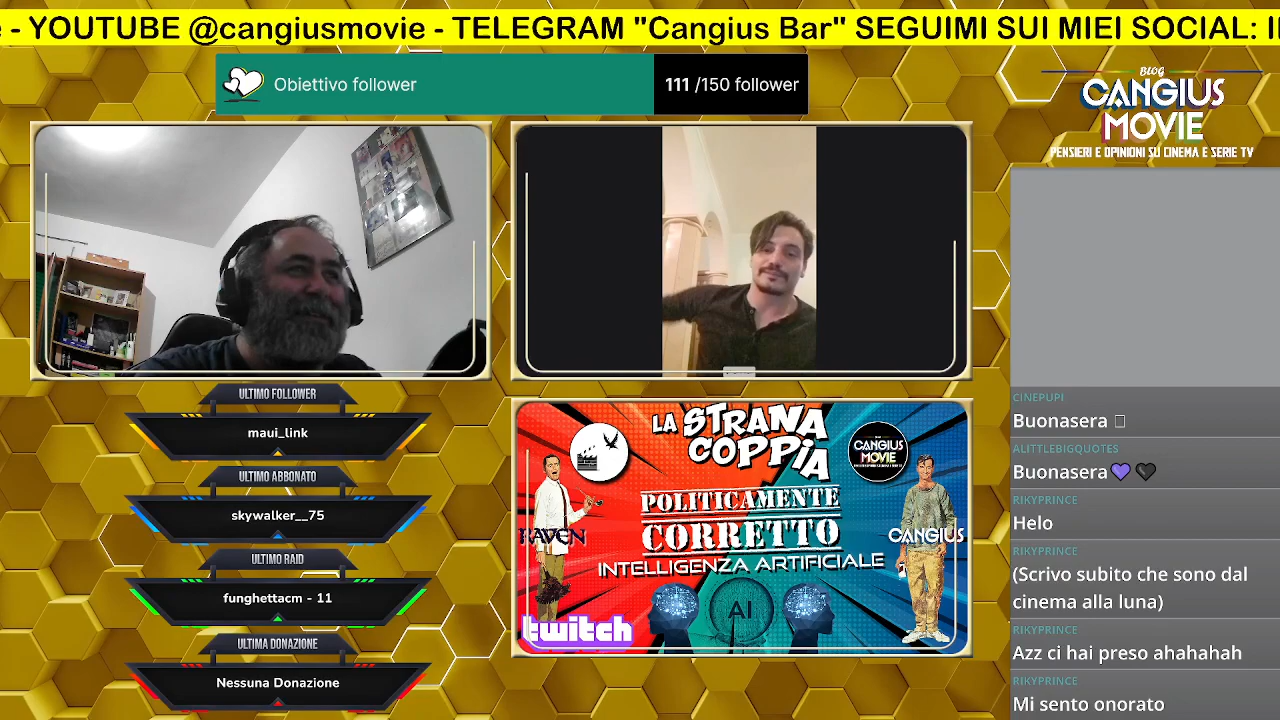 - YOUTUBE @cangiusmovie - TELEGRAM "Cangius Bar" SEGUIMI SUI MIEI SOCIAL:
Obiettivo follower
111 /150 follower
BLOG
CANGIUS
MOVIE
PENSIERI E OPINIONI SU CINEMA E SERIE TV
ULTIMO FOLLOWER
maui_link
ULTIMO ABBONATO
skywalker__75
ULTIMO RAID
funghettacm - 11
ULTIMA DONAZIONE
Nessuna Donazione
LA STRANA
COPPIA
CANGIUS
MOVIE
POLITICAMENTE
CORRETTO
INTELLIGENZA ARTIFICIALE
RAVEN
CANGIUS
AI
twitch
CINEPUPI
Buonasera
ALITTLEBIGQUOTES
Buonasera💜🖤
RIKYPRINCE
Helo
RIKYPRINCE
(Scrivo subito che sono dal
cinema alla luna)
RIKYPRINCE
Azz ci hai preso ahahahah
RIKYPRINCE
Mi sento onorato